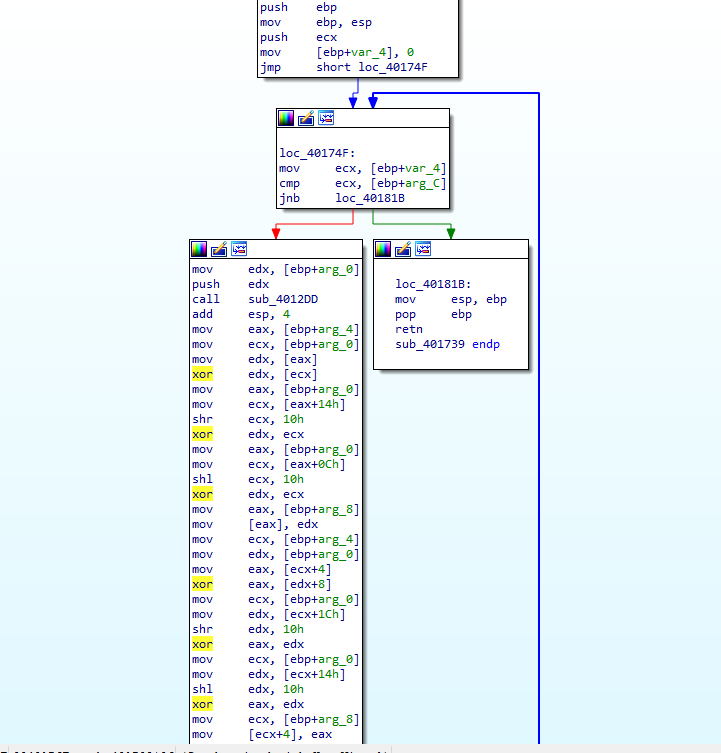 push ebp
mov ebp, esp
push ecx
mov [ebp+var_4], 0
jmp short loc_40174F
loc_40174F:
mov ecx, [ebp+var_4]
cmp ecx, [ebp+arg_C]
jnb loc_40181B
mov edx, [ebp+arg_0]
push edx
call sub_4012DD
add esp, 4
mov eax, [ebp+arg_4]
mov ecx, [ebp+arg_0]
mov edx, [eax]
xor edx, [ecx]
mov eax, [ebp+arg_0]
mov ecx, [eax+14h]
shr ecx, 10h
xor edx, ecx
mov eax, [ebp+arg_0]
mov ecx, [eax+0Ch]
shl ecx, 10h
xor edx, ecx
mov eax, [ebp+arg_8]
mov [eax], edx
mov ecx, [ebp+arg_4]
mov edx, [ebp+arg_0]
mov eax, [ecx+4]
xor eax, [edx+8]
mov ecx, [ebp+arg_0]
mov edx, [ecx+1Ch]
shr edx, 10h
xor eax, edx
mov ecx, [ebp+arg_0]
mov edx, [ecx+14h]
shl edx, 10h
xor eax, edx
mov ecx, [ebp+arg_8]
mov [ecx+4], eax
loc_40181B:
mov esp, ebp
pop ebp
retn
sub_401739 endp